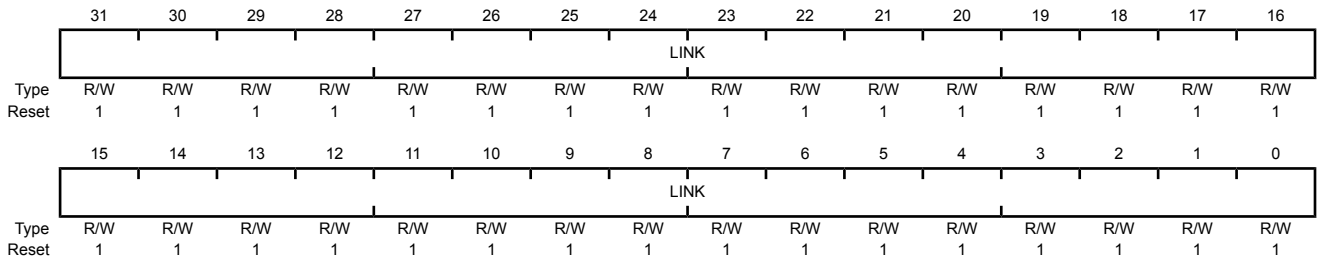 31 30 29 28 27 26 25 24 23 22 21 20 19 18 17 16
LINK
Type R/W R/W R/W R/W R/W R/W R/W R/W R/W R/W R/W R/W R/W R/W R/W R/W
Reset 1 1 1 1 1 1 1 1 1 1 1 1 1 1 1 1
15 14 13 12 11 10 9 8 7 6 5 4 3 2 1 0
LINK
Type R/W R/W R/W R/W R/W R/W R/W R/W R/W R/W R/W R/W R/W R/W R/W R/W
Reset 1 1 1 1 1 1 1 1 1 1 1 1 1 1 1 1